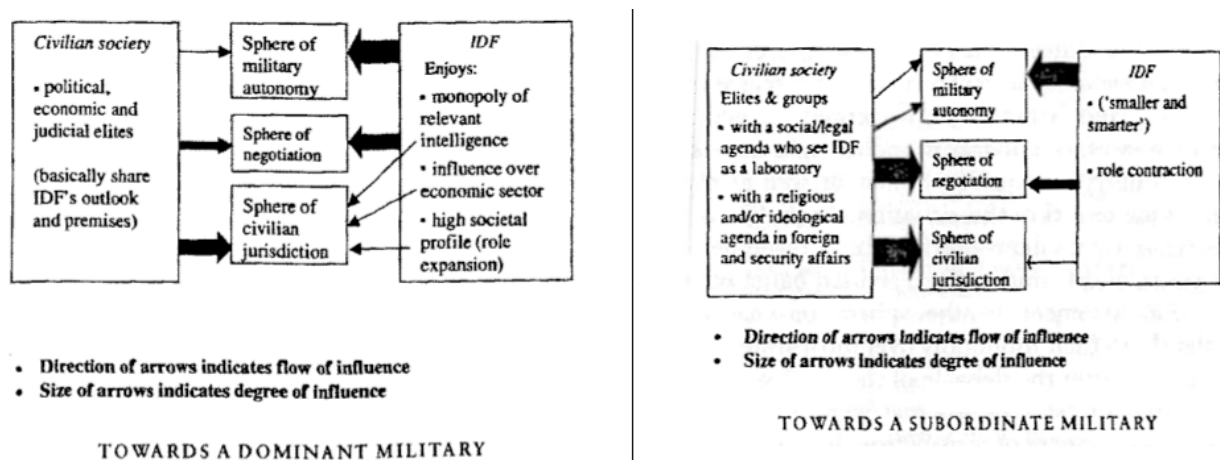 Civilian society
• political,
economic and
judicial elites
(basically share
IDF's outlook
and premises)
Sphere of
military
autonomy
Sphere of
negotiation
Sphere of
civilian
jurisdiction
IDF
Enjoys:
• monopoly of
relevant
intelligence
• influence over
economic sector
• high societal
profile (role
expansion)
• Direction of arrows indicates flow of influence
• Size of arrows indicates degree of influence
TOWARDS A DOMINANT MILITARY
Civilian society
Elites & groups
• with a social/legal
agenda who see IDF
as a laboratory
• with a religious
and/or ideological
agenda in foreign
and security affairs
Sphere of
military
autonomy
Sphere of
negotiation
Sphere of
civilian
jurisdiction
IDF
• ('smaller and
smarter')
• role contraction
• Direction of arrows indicates flow of influence
• Size of arrows indicates degree of influence
TOWARDS A SUBORDINATE MILITARY